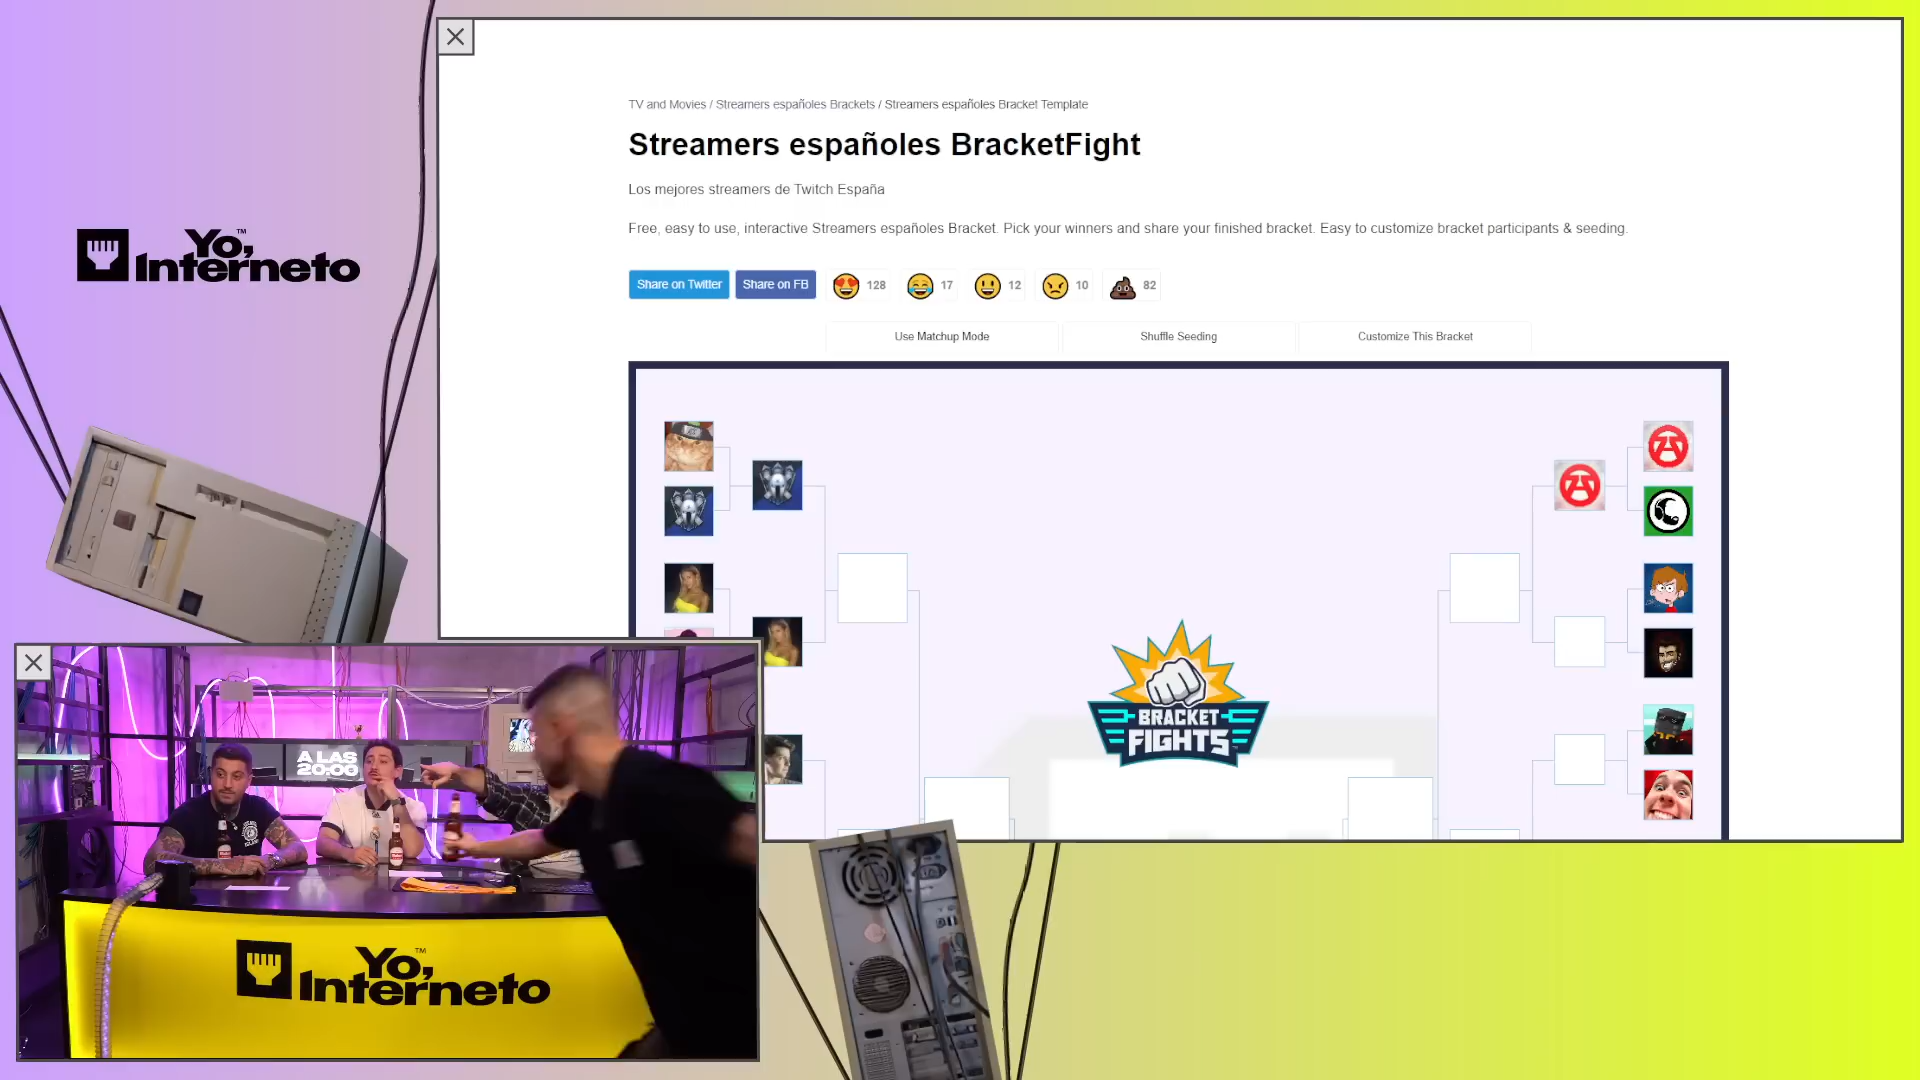 TV and Movies / Streamers españoles Brackets / Streamers españoles Bracket Template
Streamers españoles BracketFight
Los mejores streamers de Twitch España
Free, easy to use, interactive Streamers españoles Bracket. Pick your winners and share your finished bracket. Easy to customize bracket participants & seeding.
Share on Twitter
Share on FB
128
17
12
10
82
Use Matchup Mode
Shuffle Seeding
Customize This Bracket
BRACKET
FIGHTS
Yo,™
Interneto
A LAS
20:00
Yo,™
Interneto